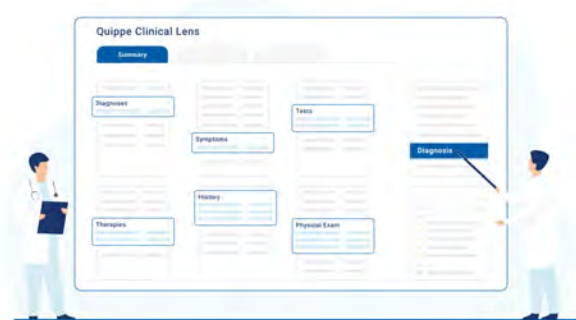 Quippe Clinical Lens
Summary
Diagnoses
Symptoms
Tests
Diagnosis
Therapies
History
Physical Exam